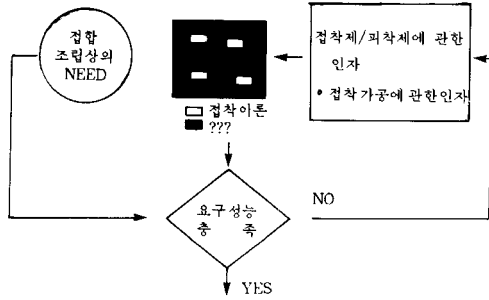 접합
조립상의
NEED
접착이론
???
접착제/피착제에 관한
인자
• 접착가공에 관한인자
요구성능
충 족
NO
YES